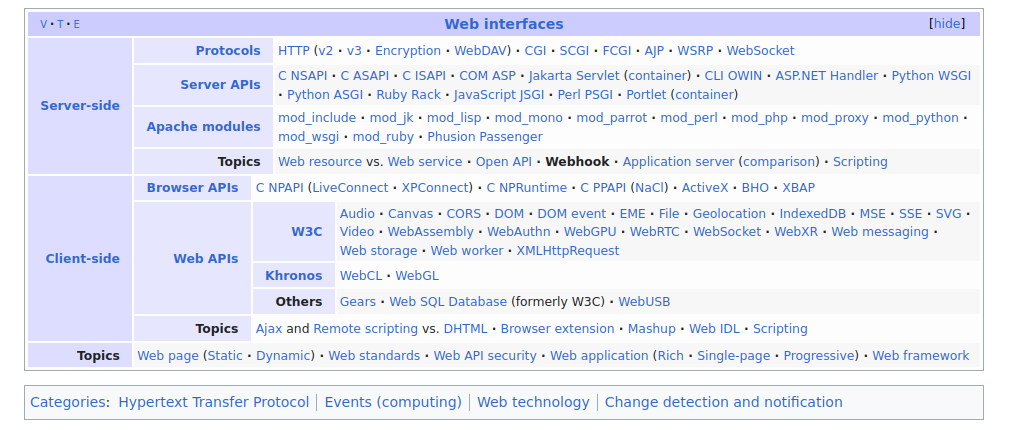 V • T • E Web interfaces [hide]
Server-side
Protocols HTTP (v2 • v3 • Encryption • WebDAV) • CGI • SCGI • FCGI • AJP • WSRP • WebSocket
Server APIs C NSAPI • C ASAPI • C ISAPI • COM ASP • Jakarta Servlet (container) • CLI OWIN • ASP.NET Handler • Python WSGI
• Python ASGI • Ruby Rack • JavaScript JSGI • Perl PSGI • Portlet (container)
Apache modules mod_include • mod_jk • mod_lisp • mod_mono • mod_parrot • mod_perl • mod_php • mod_proxy • mod_python •
mod_wsgi • mod_ruby • Phusion Passenger
Topics Web resource vs. Web service • Open API • Webhook • Application server (comparison) • Scripting
Client-side
Browser APIs C NPAPI (LiveConnect • XPConnect) • C NPRuntime • C PPAPI (NaCl) • ActiveX • BHO • XBAP
Web APIs
W3C Audio • Canvas • CORS • DOM • DOM event • EME • File • Geolocation • IndexedDB • MSE • SSE • SVG •
Video • WebAssembly • WebAuthn • WebGPU • WebRTC • WebSocket • WebXR • Web messaging •
Web storage • Web worker • XMLHttpRequest
Khronos WebCL • WebGL
Others Gears • Web SQL Database (formerly W3C) • WebUSB
Topics Ajax and Remote scripting vs. DHTML • Browser extension • Mashup • Web IDL • Scripting
Topics Web page (Static • Dynamic) • Web standards • Web API security • Web application (Rich • Single-page • Progressive) • Web framework
Categories: Hypertext Transfer Protocol | Events (computing) | Web technology | Change detection and notification